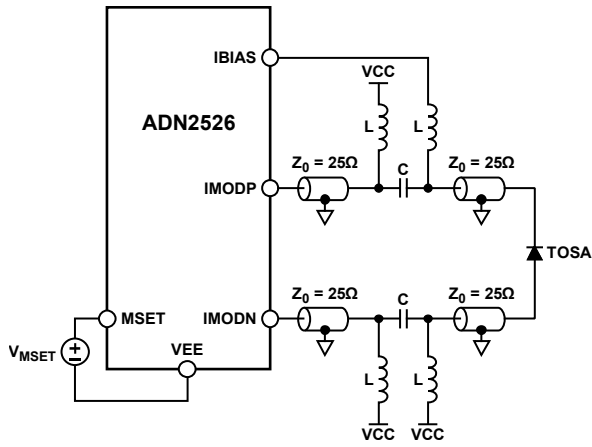 IBIAS
VCC
ADN2526
L
L
Z0 = 25Ω
C
Z0 = 25Ω
IMODP
TOSA
Z0 = 25Ω
C
Z0 = 25Ω
MSET
IMODN
VMSET
VEE
L
L
VCC
VCC